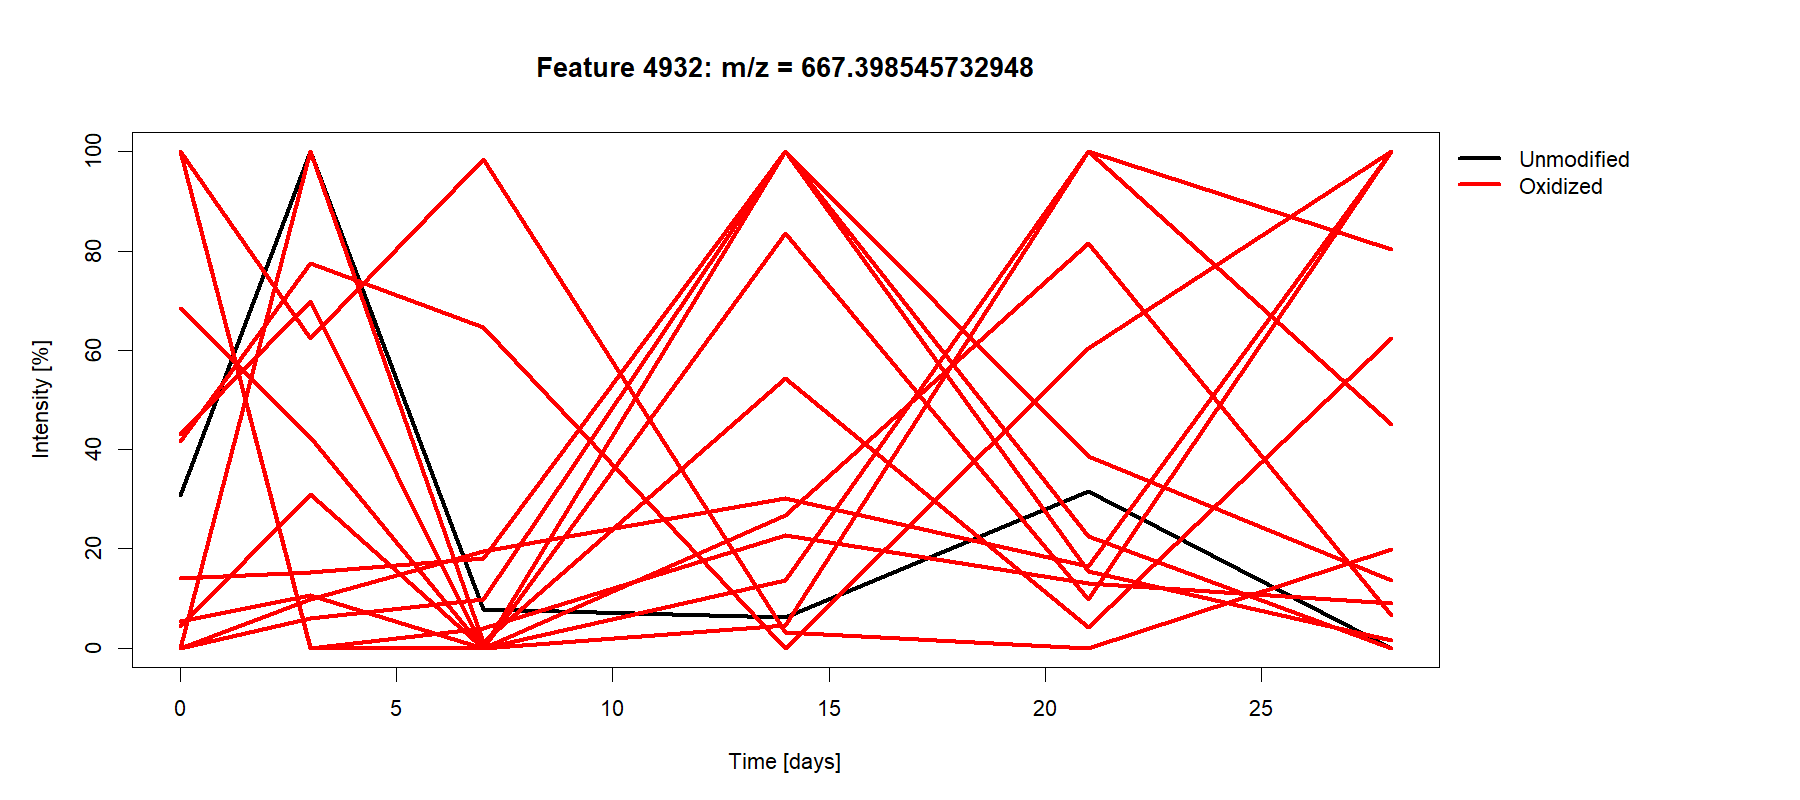 Feature 4932: m/z = 667.398545732948
Unmodified
Oxidized
Intensity [%]
100
80
60
40
20
0
0 5 10 15 20 25
Time [days]